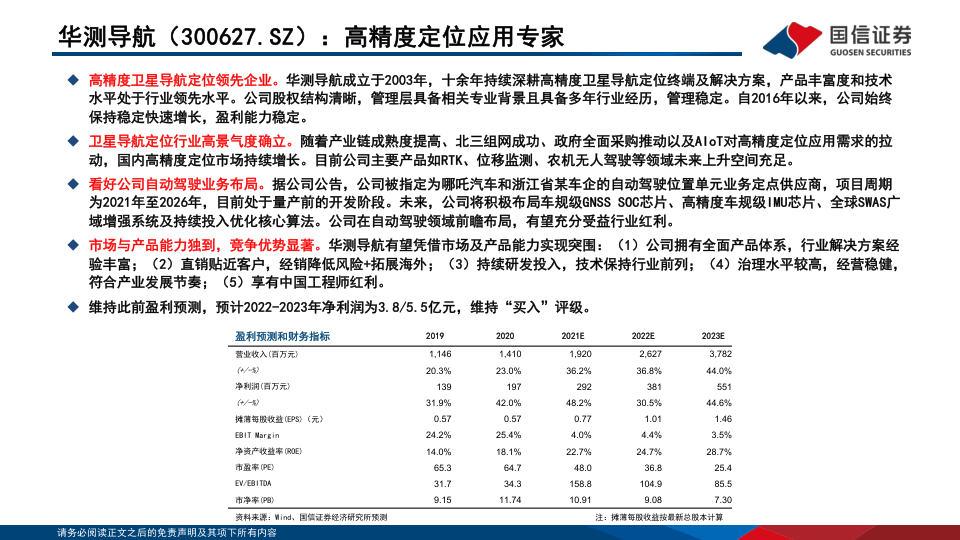 华测导航（300627.SZ）：高精度定位应用专家
国信证券
GUOSEN SECURITIES
高精度卫星导航定位领先企业。华测导航成立于2003年，十余年持续深耕高精度卫星导航定位终端及解决方案，产品丰富度和技术
水平处于行业领先水平。公司股权结构清晰，管理层具备相关专业背景且具备多年行业经历，管理稳定。自2016年以来，公司始终
保持稳定快速增长，盈利能力稳定。
卫星导航定位行业高景气度确立。随着产业链成熟度提高、北三组网成功、政府全面采购推动以及AIoT对高精度定位应用需求的拉
动，国内高精度定位市场持续增长。目前公司主要产品如RTK、位移监测、农机无人驾驶等领域未来上升空间充足。
看好公司自动驾驶业务布局。据公司公告，公司被指定为哪吒汽车和浙江省某车企的自动驾驶位置单元业务定点供应商，项目周期
为2021年至2026年，目前处于量产前的开发阶段。未来，公司将积极布局车规级GNSS SOC芯片、高精度车规级IMU芯片、全球SWAS广
域增强系统及持续投入优化核心算法。公司在自动驾驶领域前瞻布局，有望充分受益行业红利。
市场与产品能力独到，竞争优势显著。华测导航有望凭借市场及产品能力实现突围：（1）公司拥有全面产品体系，行业解决方案经
验丰富；（2）直销贴近客户，经销降低风险+拓展海外；（3）持续研发投入，技术保持行业前列；（4）治理水平较高，经营稳健，
符合产业发展节奏；（5）享有中国工程师红利。
维持此前盈利预测，预计2022-2023年净利润为3.8/5.5亿元，维持“买入”评级。
盈利预测和财务指标 2019 2020 2021E 2022E 2023E
营业收入(百万元) 1,146 1,410 1,920 2,627 3,782
(+/-%) 20.3% 23.0% 36.2% 36.8% 44.0%
净利润(百万元) 139 197 292 381 551
(+/-%) 31.9% 42.0% 48.2% 30.5% 44.6%
摊薄每股收益(EPS)（元） 0.57 0.57 0.77 1.01 1.46
EBIT Margin 24.2% 25.4% 4.0% 4.4% 3.5%
净资产收益率(ROE) 14.0% 18.1% 22.7% 24.7% 28.7%
市盈率(PE) 65.3 64.7 48.0 36.8 25.4
EV/EBITDA 31.7 34.3 158.8 104.9 85.5
市净率(PB) 9.15 11.74 10.91 9.08 7.30
资料来源：Wind、国信证券经济研究所预测 注：摊薄每股收益按最新总股本计算
请务必阅读正文之后的免责声明及其项下所有内容